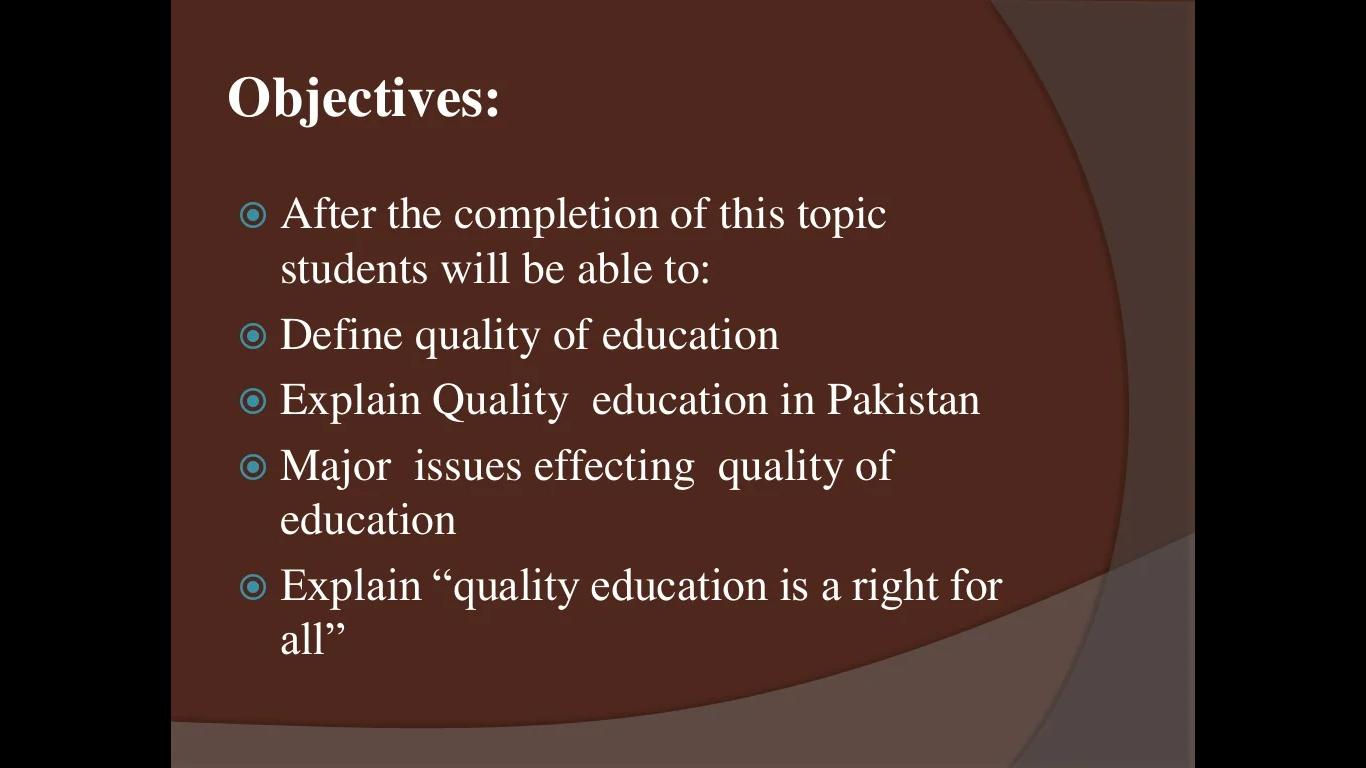 Objectives:
After the completion of this topic
students will be able to:
Define quality of education
Explain Quality  education in Pakistan
Major  issues effecting  quality of
education
Explain “quality education is a right for
all”